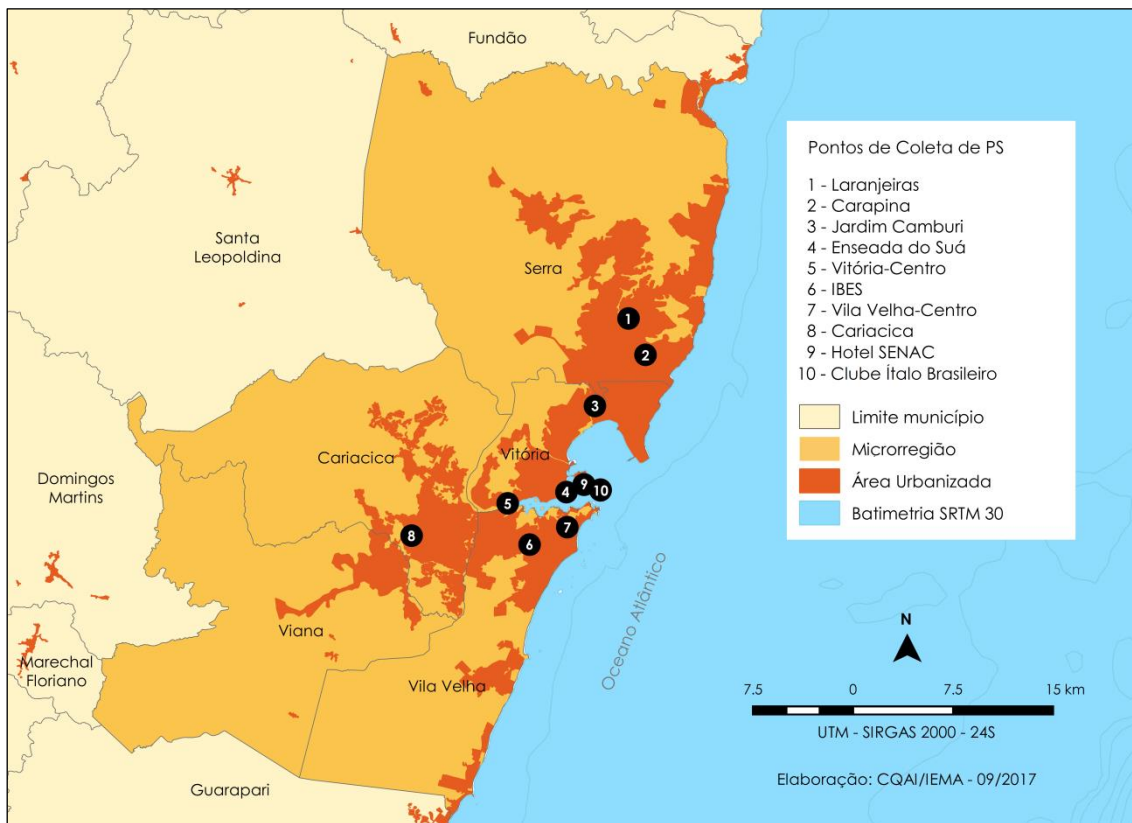 Fundão
Santa
Leopoldina
Serra
Cariacica
Vitória
Domingos
Martins
Viana
Marechal
Floriano
Vila Velha
Guarapari
Oceano Atlântico
1
2
3
4
9
10
5
7
6
8
Pontos de Coleta de PS
1 - Laranjeiras
2 - Carapina
3 - Jardim Camburi
4 - Enseada do Suá
5 - Vitória-Centro
6 - IBES
7 - Vila Velha-Centro
8 - Cariacica
9 - Hotel SENAC
10 - Clube Ítalo Brasileiro
Limite município
Microrregião
Área Urbanizada
Batimetria SRTM 30
N
7.5 0 7.5 15 km
UTM - SIRGAS 2000 - 24S
Elaboração: CQAI/IEMA - 09/2017